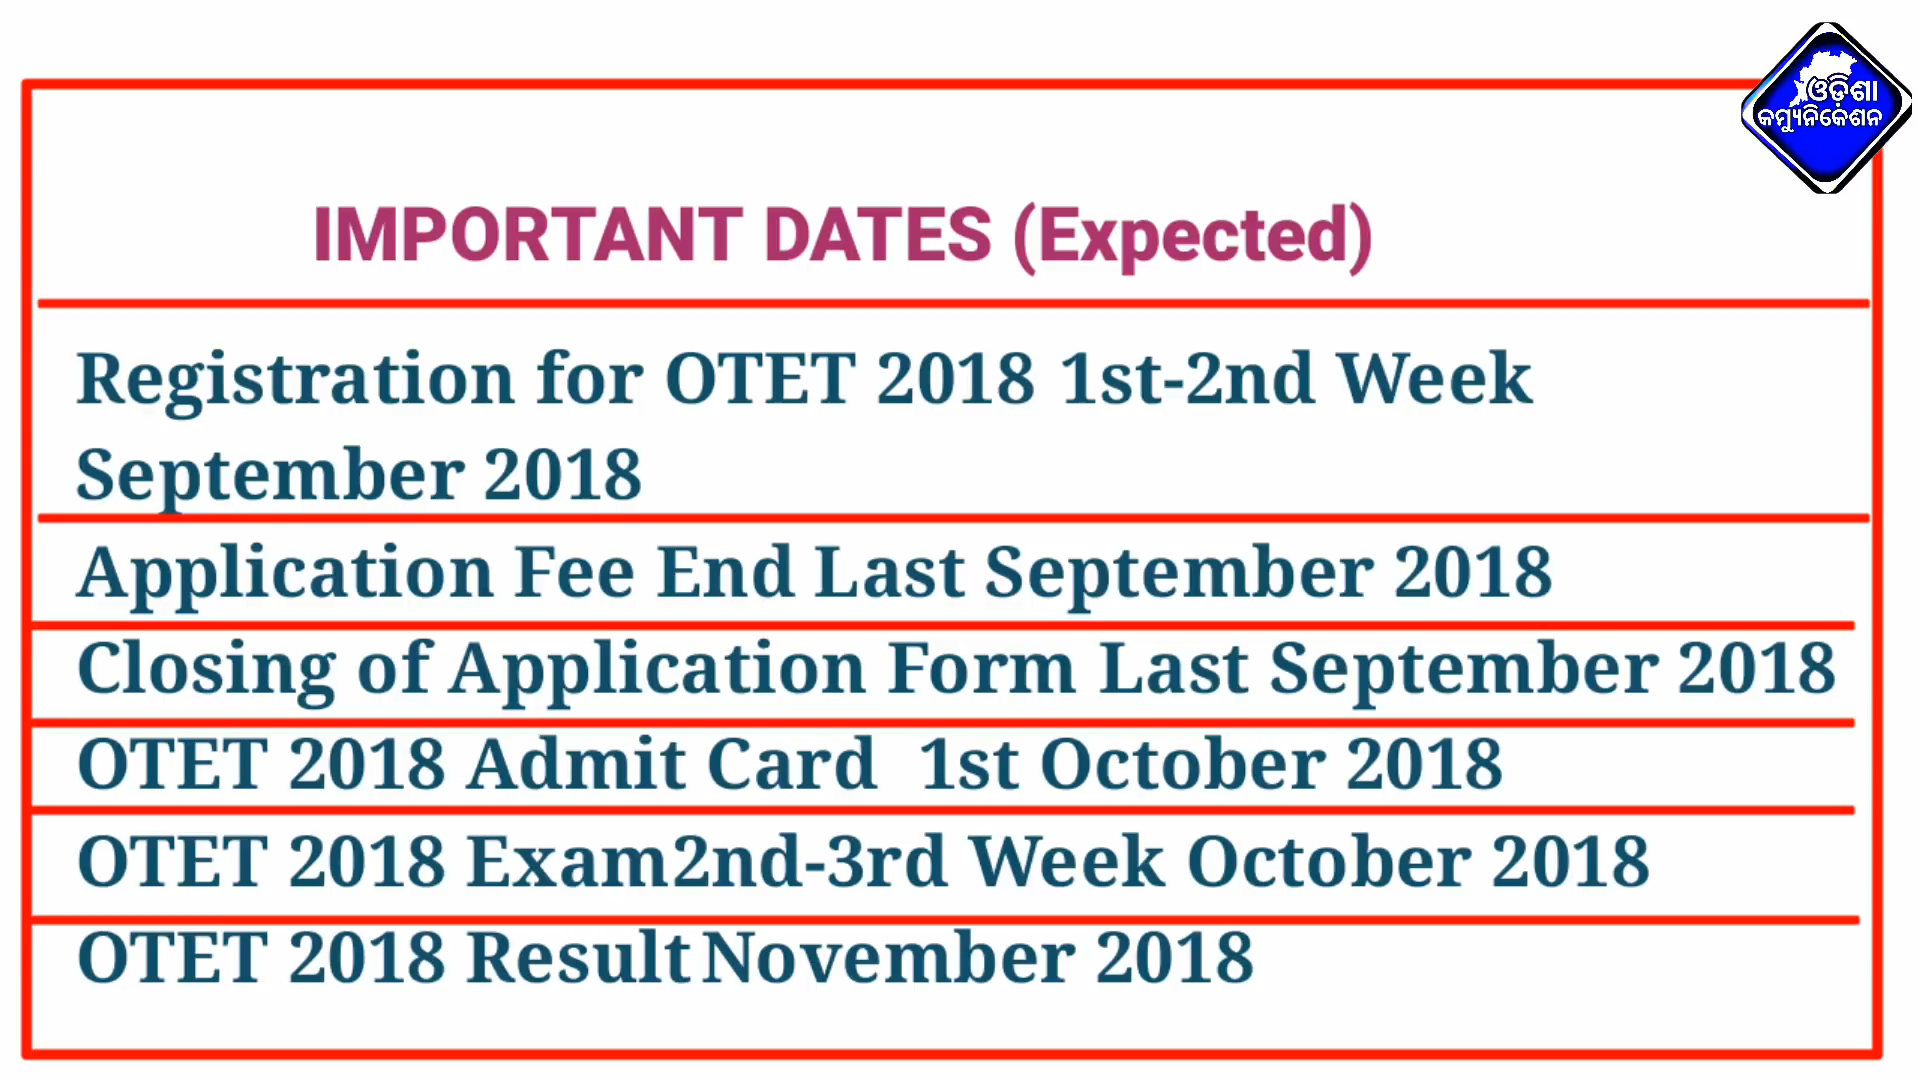 ଓଡ଼ିଶା
କମ୍ୟୁନିକେଶନ
IMPORTANT DATES (Expected)
Registration for OTET 2018 1st-2nd Week
September 2018
Application Fee End Last September 2018
Closing of Application Form Last September 2018
OTET 2018 Admit Card 1st October 2018
OTET 2018 Exam2nd-3rd Week October 2018
OTET 2018 Result November 2018